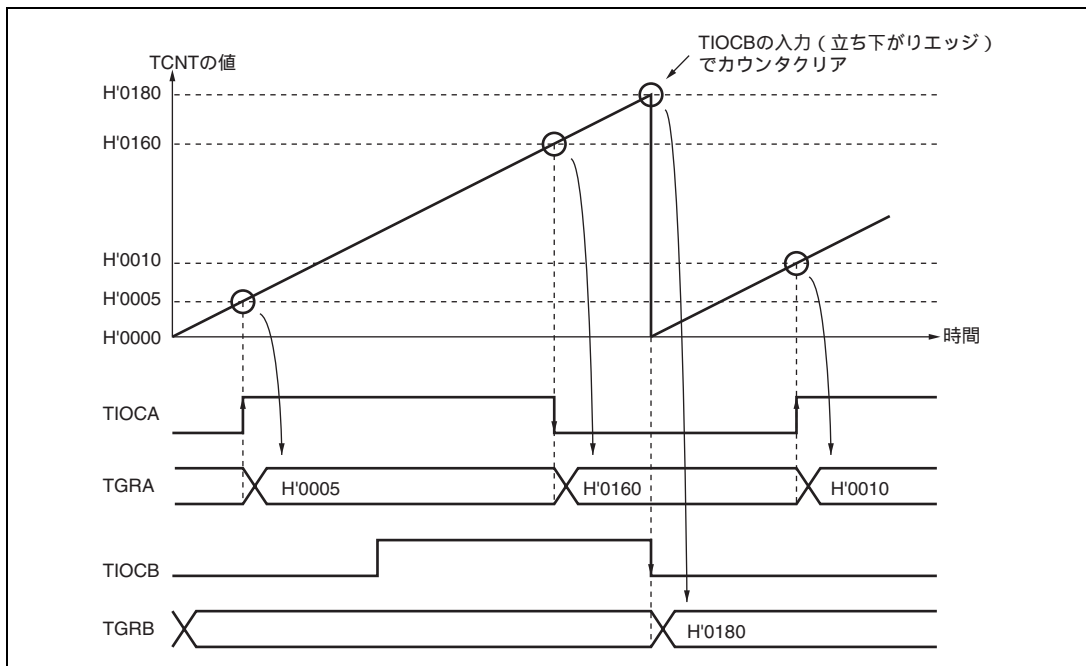 TIOCBの入力（立ち下がりエッジ）
でカウンタクリア
TCNTの値
H'0180
H'0160
H'0010
H'0005
H'0000
時間
TIOCA
TGRA
H'0005
H'0160
H'0010
TIOCB
TGRB
H'0180